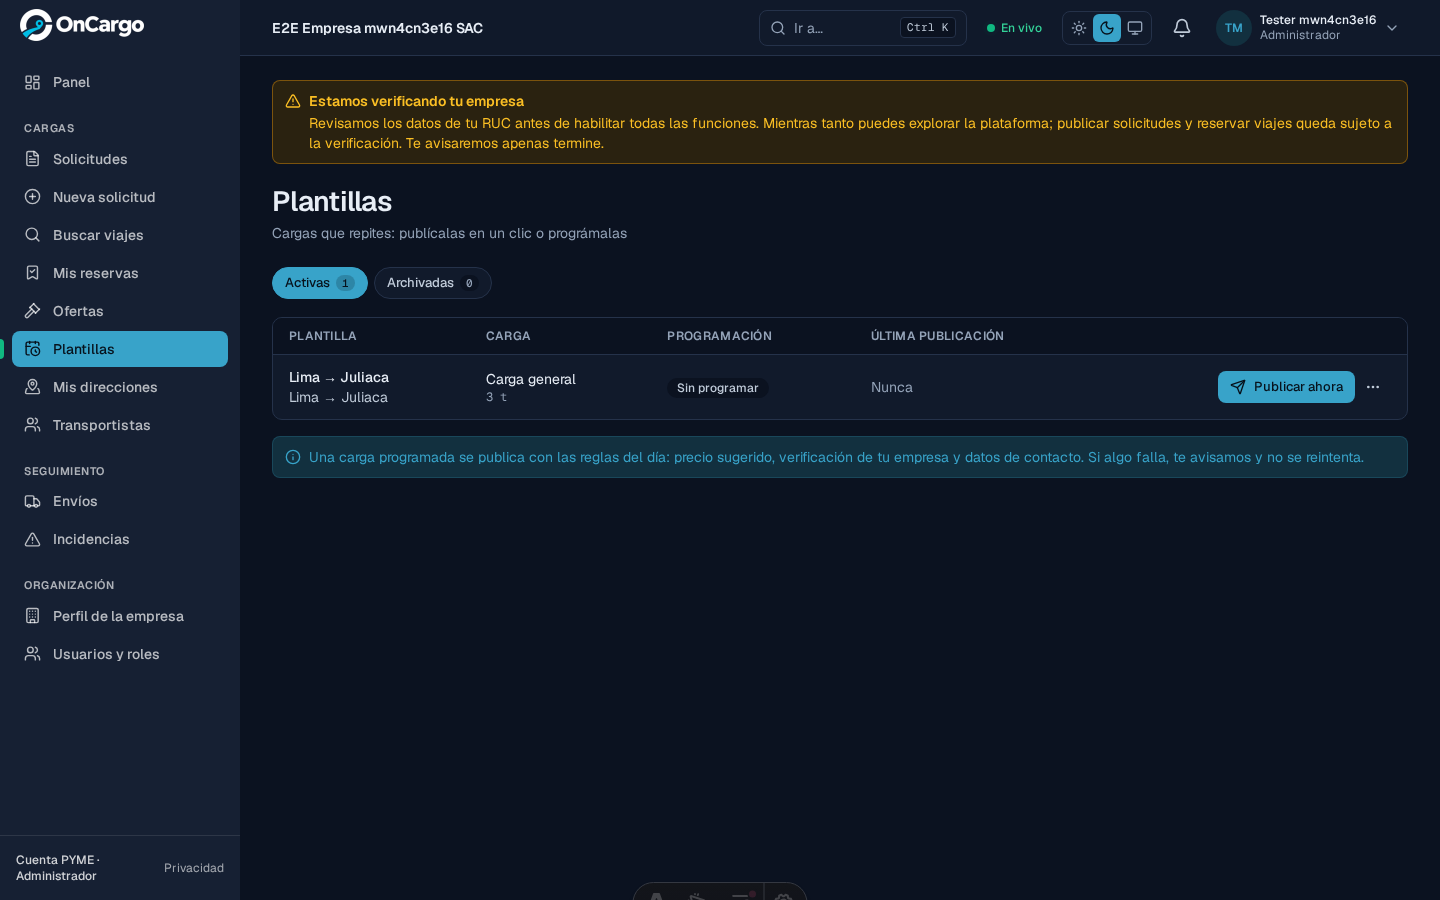 OnCargo
E2E Empresa mwn4cn3e16 SAC
Ir a...
Ctrl K
En vivo
TM
Tester mwn4cn3e16
Administrador
Panel
CARGAS
Solicitudes
Nueva solicitud
Buscar viajes
Mis reservas
Ofertas
Plantillas
Mis direcciones
Transportistas
SEGUIMIENTO
Envíos
Incidencias
ORGANIZACIÓN
Perfil de la empresa
Usuarios y roles
Cuenta PYME ·
Administrador
Privacidad
Estamos verificando tu empresa
Revisamos los datos de tu RUC antes de habilitar todas las funciones. Mientras tanto puedes explorar la plataforma; publicar solicitudes y reservar viajes queda sujeto a
la verificación. Te avisaremos apenas termine.
Plantillas
Cargas que repites: publícalas en un clic o prográmalas
Activas 1
Archivadas 0
PLANTILLA CARGA PROGRAMACIÓN ÚLTIMA PUBLICACIÓN
Lima → Juliaca
Lima → Juliaca
Carga general
3 t
Sin programar
Nunca
Publicar ahora
Una carga programada se publica con las reglas del día: precio sugerido, verificación de tu empresa y datos de contacto. Si algo falla, te avisamos y no se reintenta.